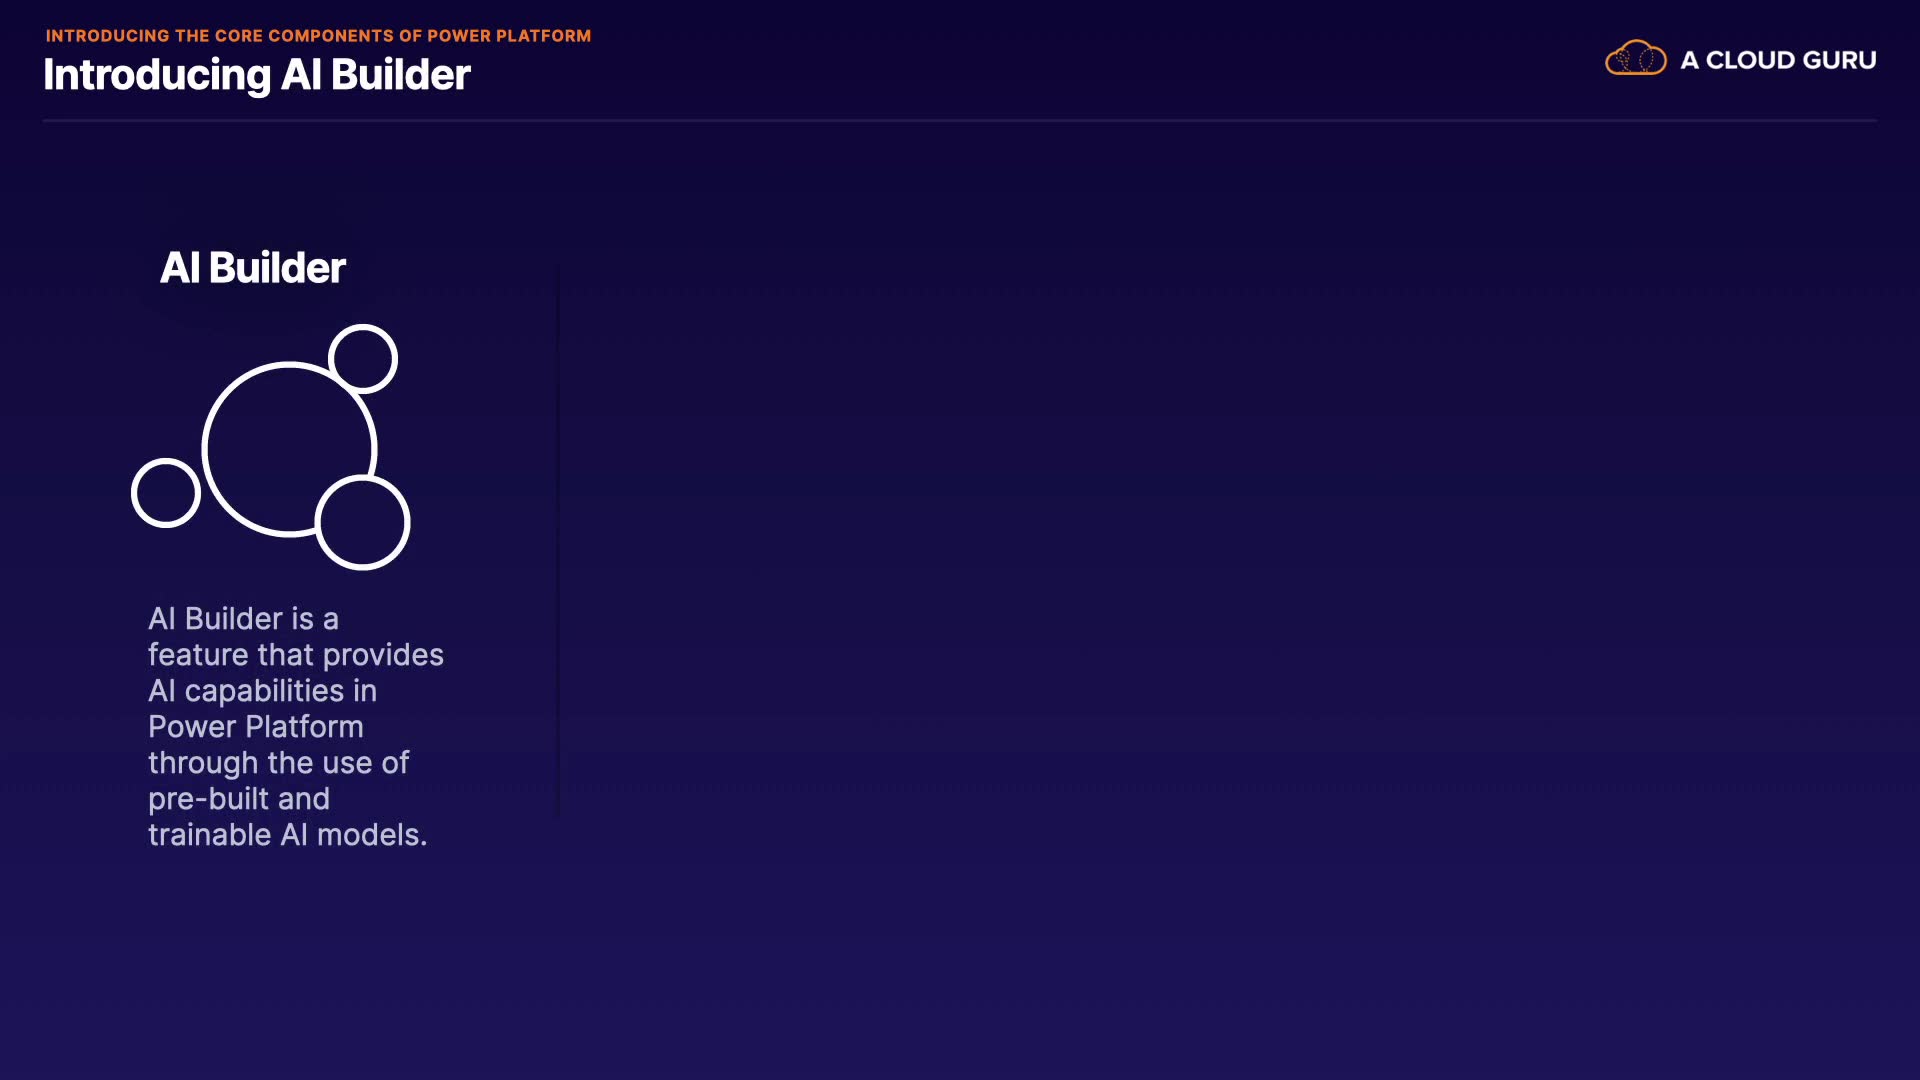 INTRODUCING THE CORE COMPONENTS OF POWER PLATFORM
Introducing AI Builder
A CLOUD GURU
AI Builder
AI Builder is a
feature that provides
AI capabilities in
Power Platform
through the use of
pre-built and
trainable AI models.